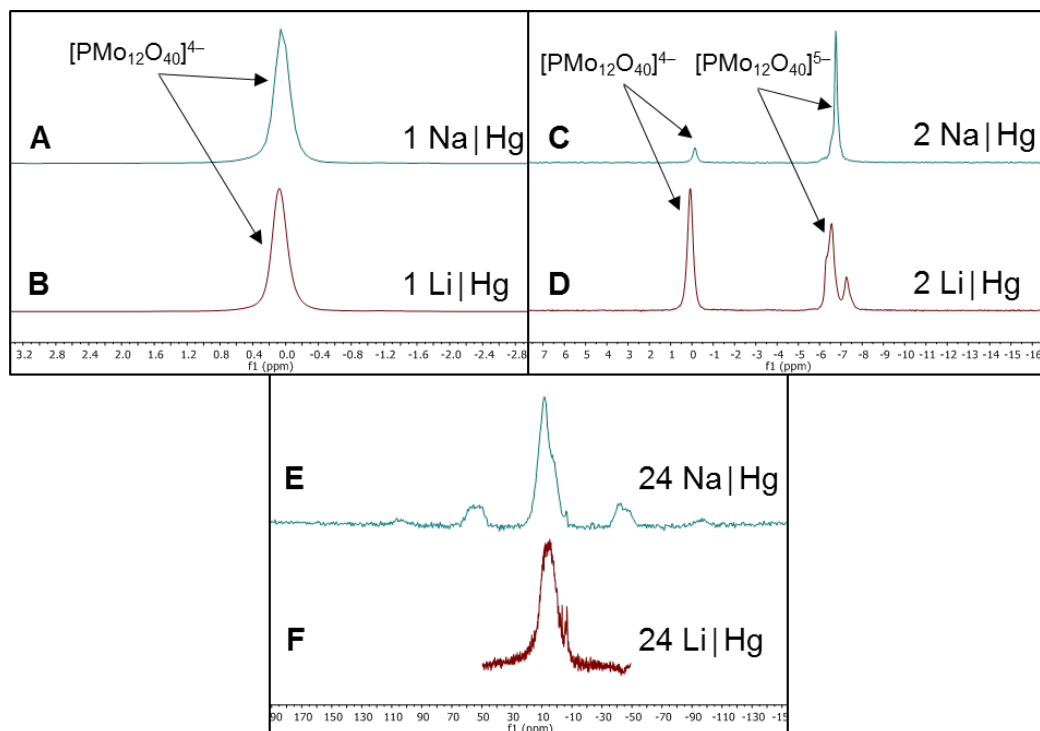 [PMo₁₂O₄₀]⁴⁻
A
1 Na|Hg
B
1 Li|Hg
3.2 2.8 2.4 2.0 1.6 1.2 0.8 0.4 0.0 -0.4 -0.8 -1.2 -1.6 -2.0 -2.4 -2.8
f1 (ppm)
[PMo₁₂O₄₀]⁴⁻ [PMo₁₂O₄₀]⁵⁻
C
2 Na|Hg
D
2 Li|Hg
7 6 5 4 3 2 1 0 -1 -2 -3 -4 -5 -6 -7 -8 -9 -10 -11 -12 -13 -14 -15 -16
f1 (ppm)
E
24 Na|Hg
F
24 Li|Hg
90 170 150 130 110 90 70 50 30 10 -10 -30 -50 -70 -90 -110 -130 -15
f1 (ppm)